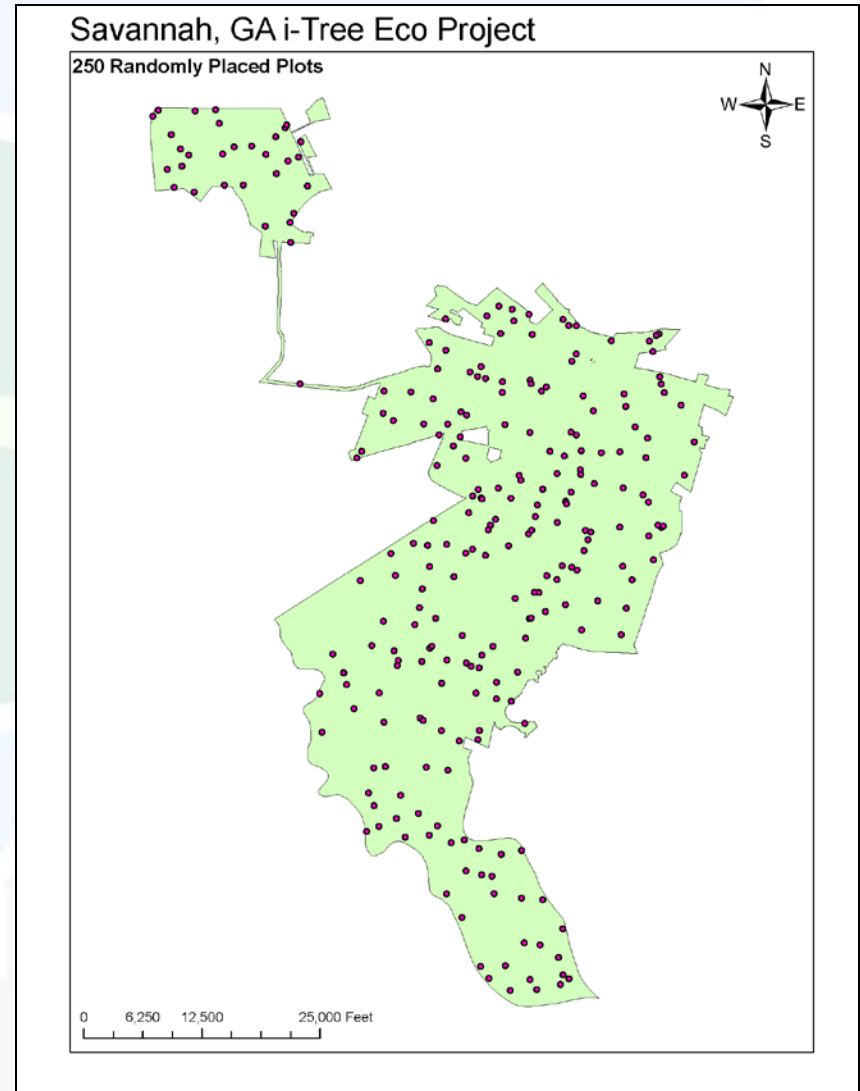 Savannah, GA i-Tree Eco Project
250 Randomly Placed Plots
N
W E
S
0 6,250 12,500 25,000 Feet